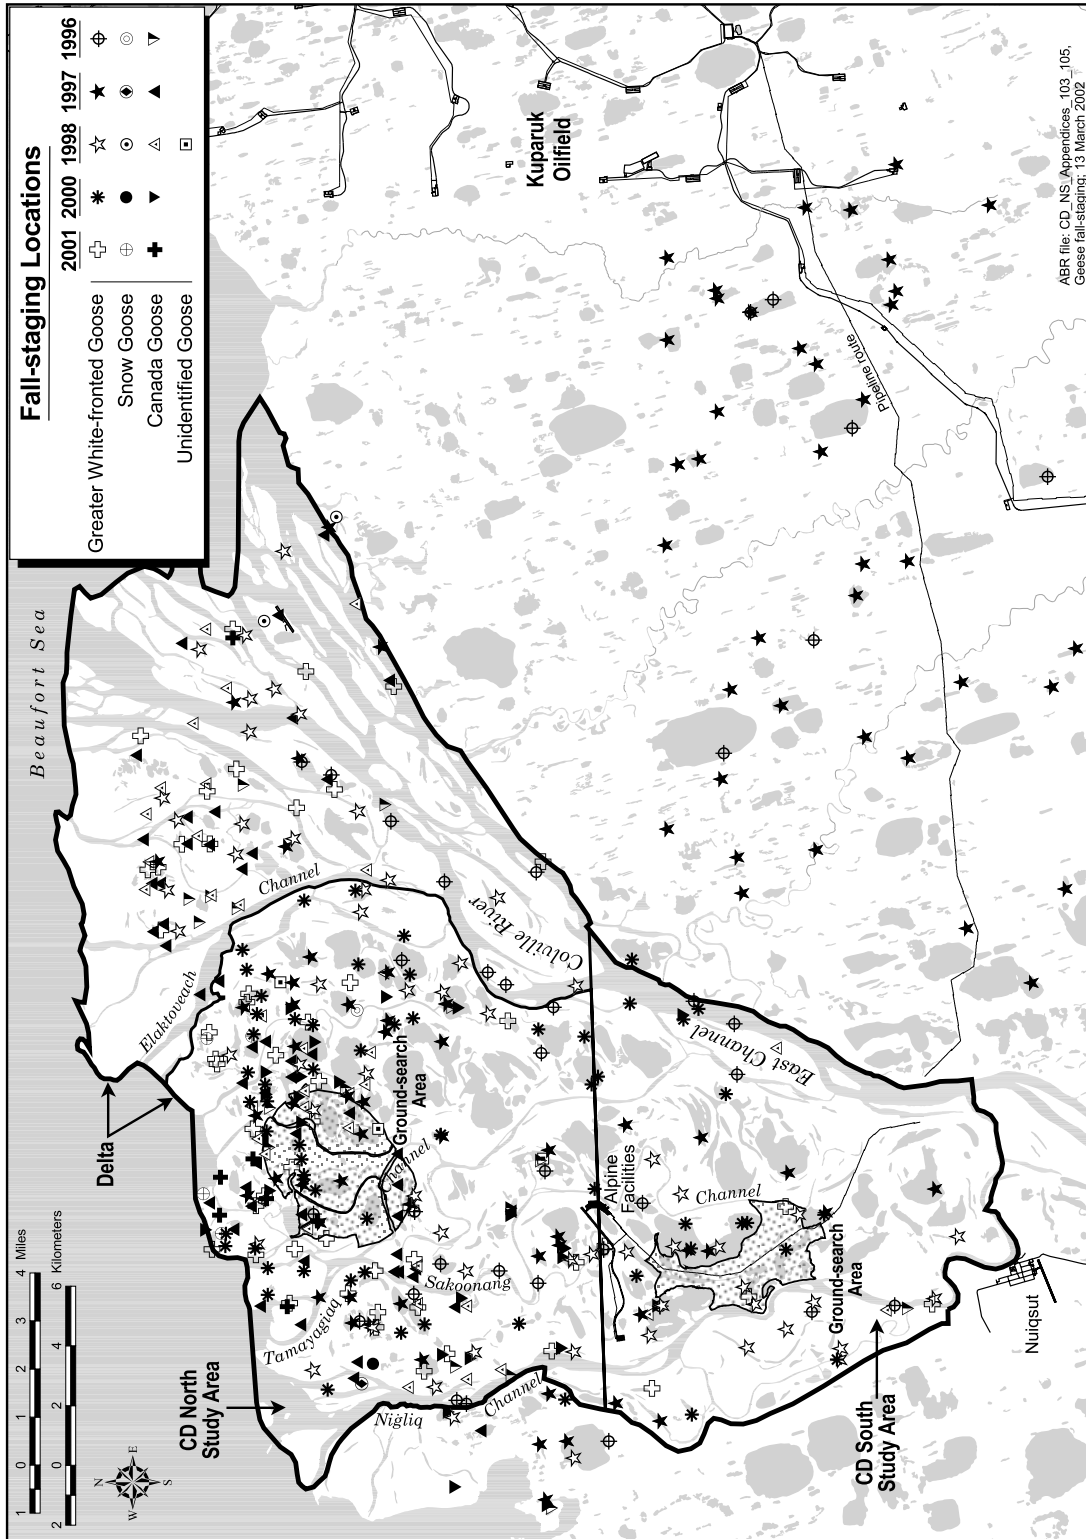 Fall-staging Locations
2001 2000 1998 1997 1996
Greater White-fronted Goose
Snow Goose
Canada Goose
Unidentified Goose
Beaufort Sea
Kuparuk
Oilfield
Pipeline route
Delta
Elaktoveach
Channel
Colville River
East Channel
Ground-search
Area
Channel
Sakoonang
Tamayagiaq
CD North
Study Area
Nigliq
Channel
Alpine
Facilities
Channel
Ground-search
Area
CD South
Study Area
Nuiqsut
1 0 1 2 3 4 Miles
2 0 2 4 6 Kilometers
N
E
S
W
ABR file: CD_NS_Appendices_103_105,
Geese fall-staging; 13 March 2002